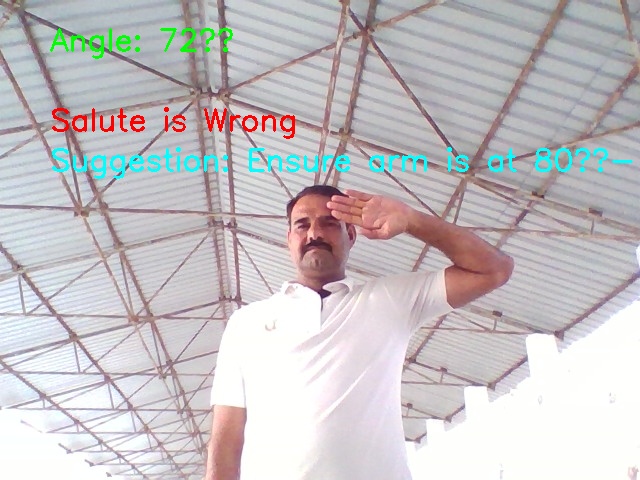 Angle: 72??
Salute is Wrong
Suggestion: Ensure arm is at 80??-